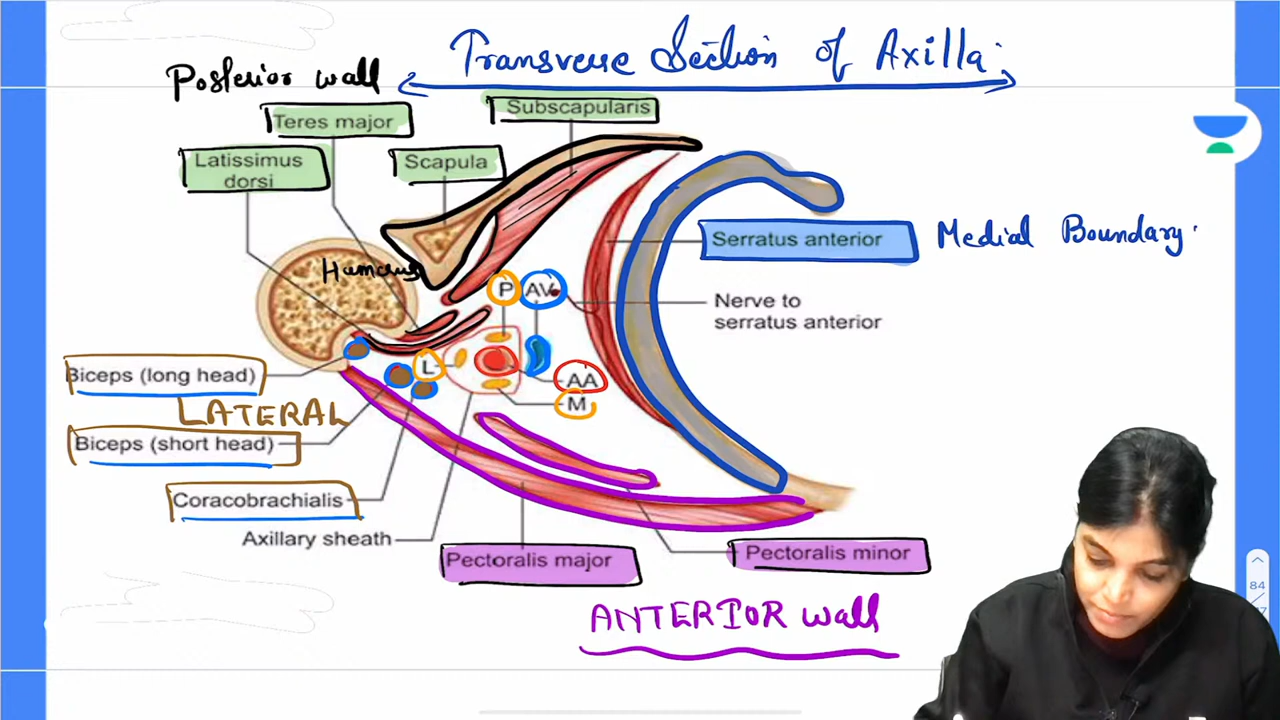 Transverse Section of Axilla
Posterior wall
Subscapularis
Teres major
Latissimus
dorsi
Scapula
Serratus anterior
Medial Boundary
Humerus
P
AV
Nerve to
serratus anterior
L
AA
M
Biceps (long head)
LATERAL
Biceps (short head)
Coracobrachialis
Axillary sheath
Pectoralis major
Pectoralis minor
ANTERIOR wall
84